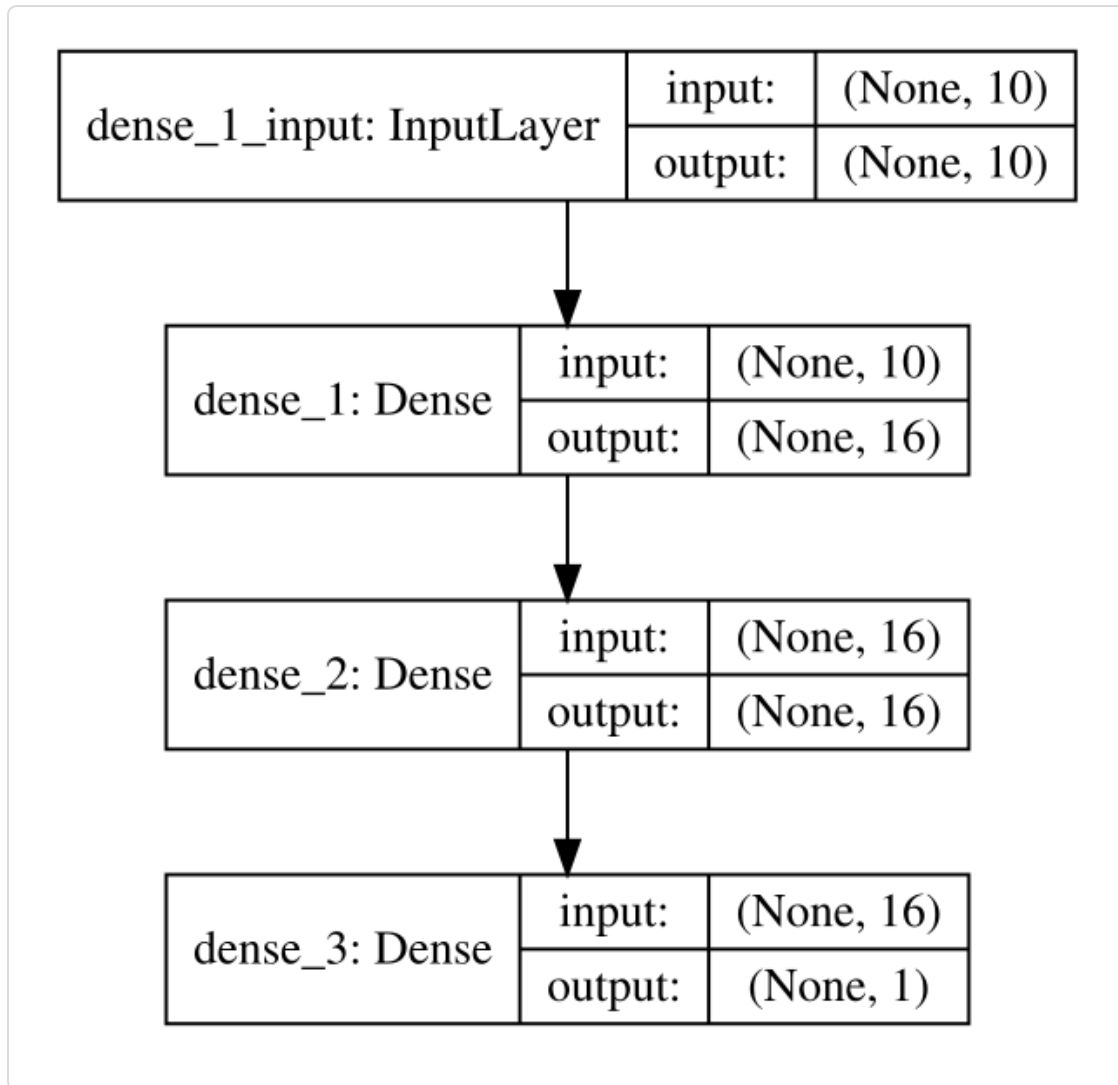 dense_1_input: InputLayer
input: (None, 10)
output: (None, 10)
dense_1: Dense
input: (None, 10)
output: (None, 16)
dense_2: Dense
input: (None, 16)
output: (None, 16)
dense_3: Dense
input: (None, 16)
output: (None, 1)